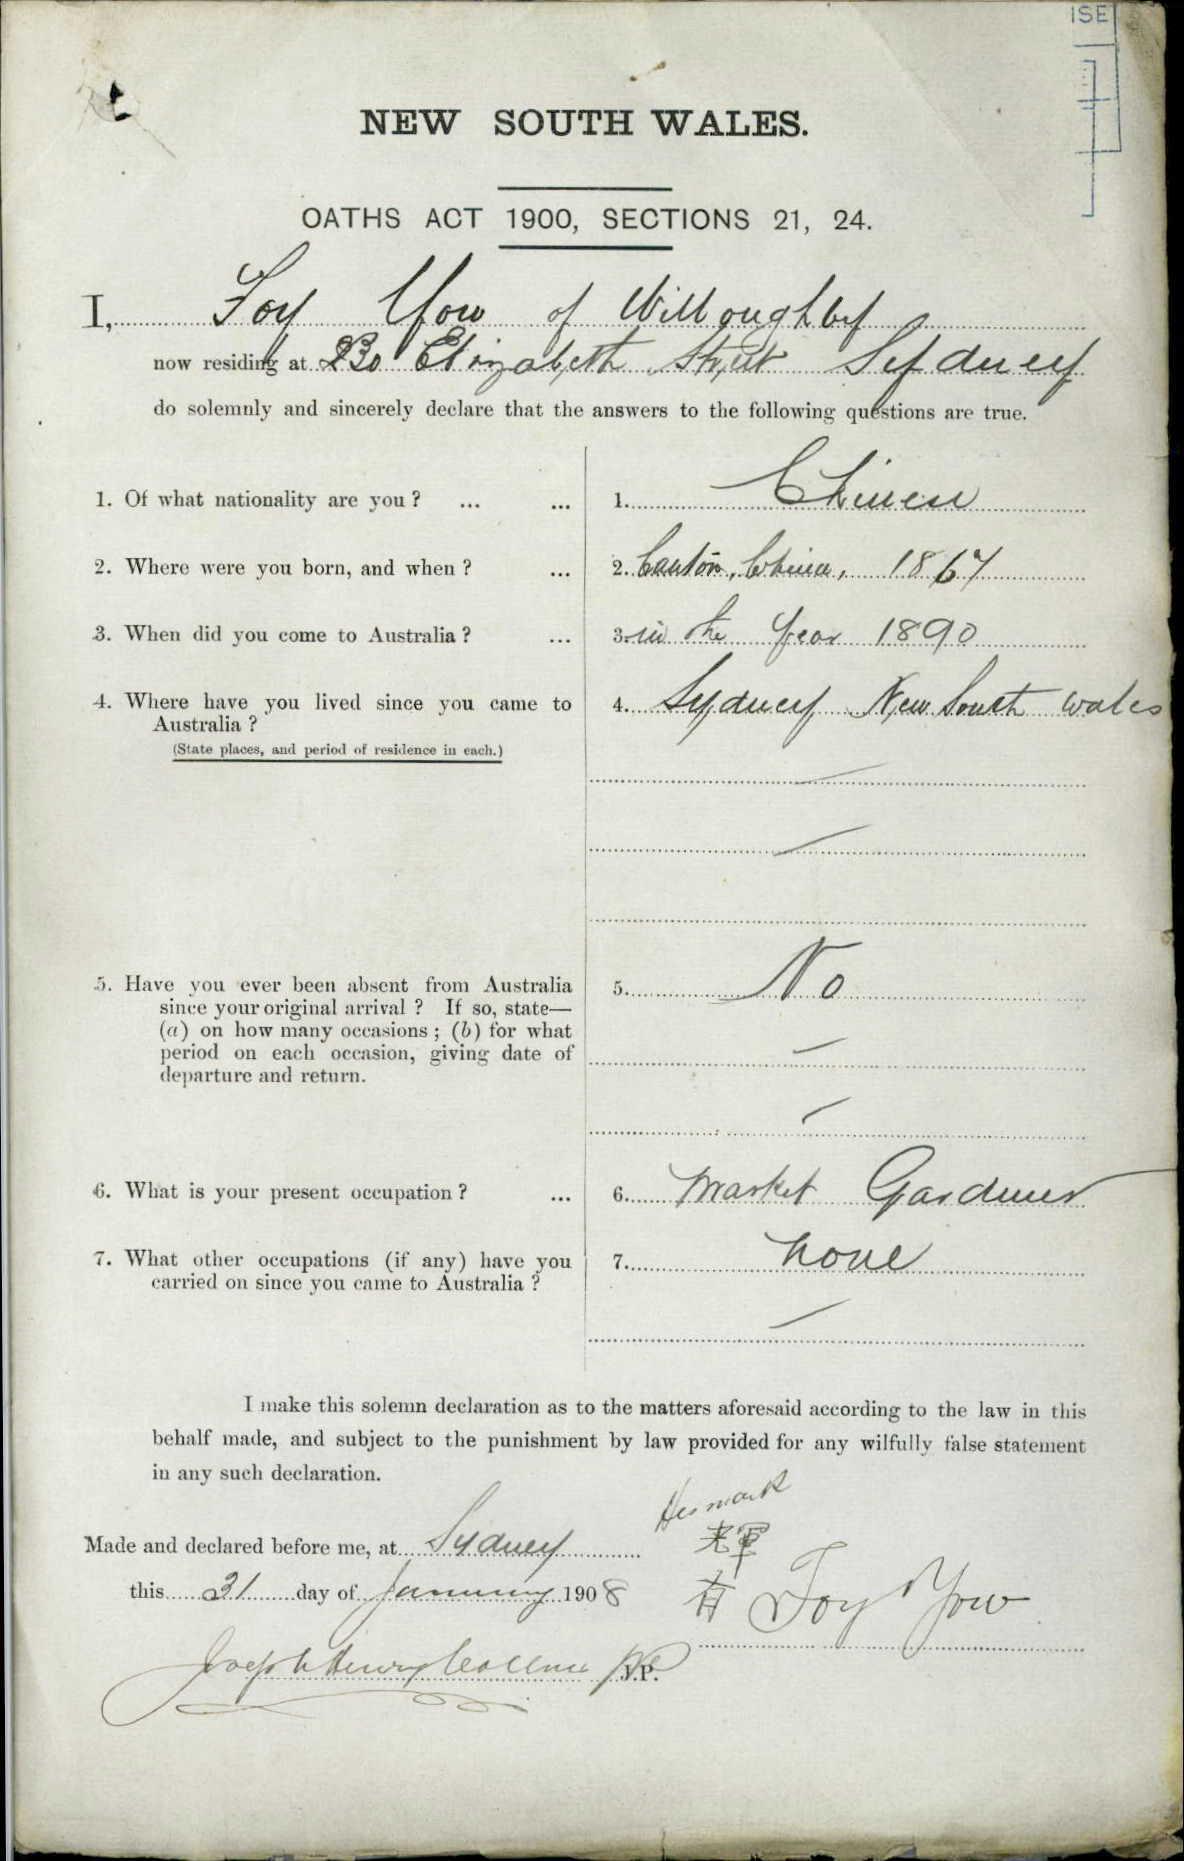 ISE
NEW SOUTH WALES.
OATHS ACT 1900, SECTIONS 21, 24.
I, Foy Yow of Willoughby
now residing at 230 Elizabeth Street Sydney
do solemnly and sincerely declare that the answers to the following questions are true.
1. Of what nationality are you ? ... ... 1. Chinese
2. Where were you born, and when ? ... 2. Canton, China, 1867
3. When did you come to Australia ? ... 3. in the Year 1890
4. Where have you lived since you came to 4. Sydney New South Wales
Australia ?
(State places, and period of residence in each.)
5. Have you ever been absent from Australia 5. No
since your original arrival ? If so, state—
(a) on how many occasions ; (b) for what
period on each occasion, giving date of
departure and return.
6. What is your present occupation ? ... 6. Market Gardener
7. What other occupations (if any) have you 7. none
carried on since you came to Australia ?
I make this solemn declaration as to the matters aforesaid according to the law in this
behalf made, and subject to the punishment by law provided for any wilfully false statement
in any such declaration.
His mark
Made and declared before me, at Sydney 輝
this 31 day of January 1908 有 Foy Yow
Joseph Henry J.P.